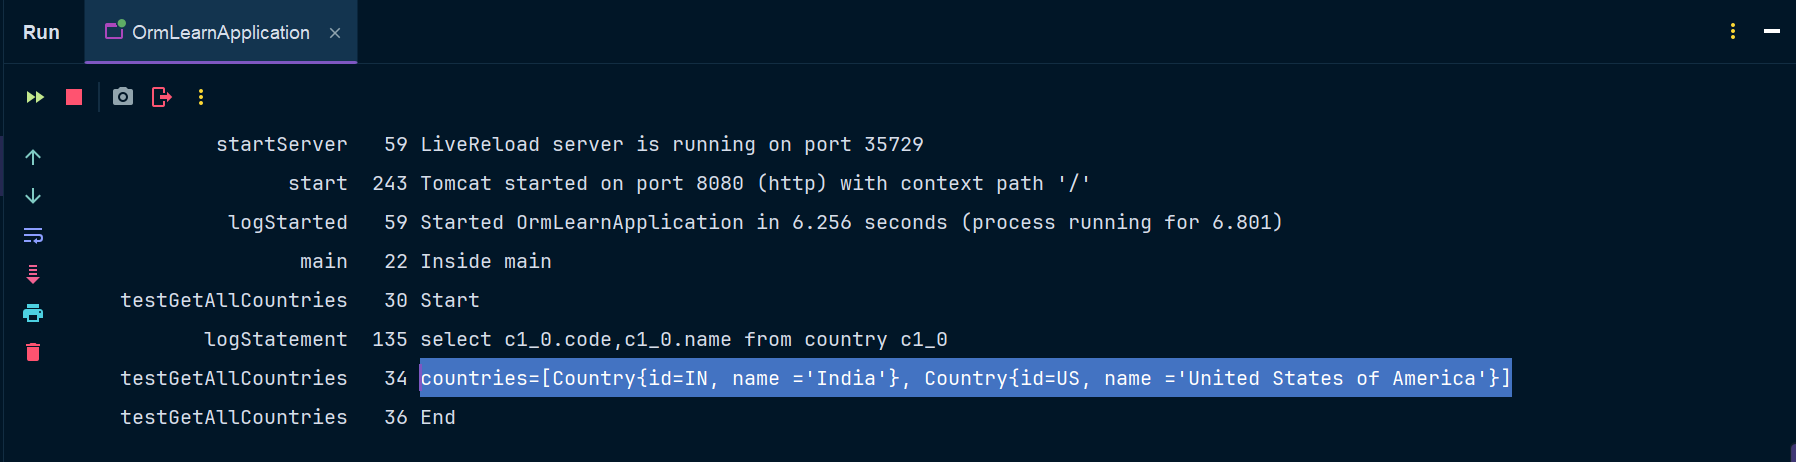 Run OrmLearnApplication
startServer 59 LiveReload server is running on port 35729
start 243 Tomcat started on port 8080 (http) with context path '/'
logStarted 59 Started OrmLearnApplication in 6.256 seconds (process running for 6.801)
main 22 Inside main
testGetAllCountries 30 Start
logStatement 135 select c1_0.code,c1_0.name from country c1_0
testGetAllCountries 34 countries=[Country{id=IN, name ='India'}, Country{id=US, name ='United States of America'}]
testGetAllCountries 36 End